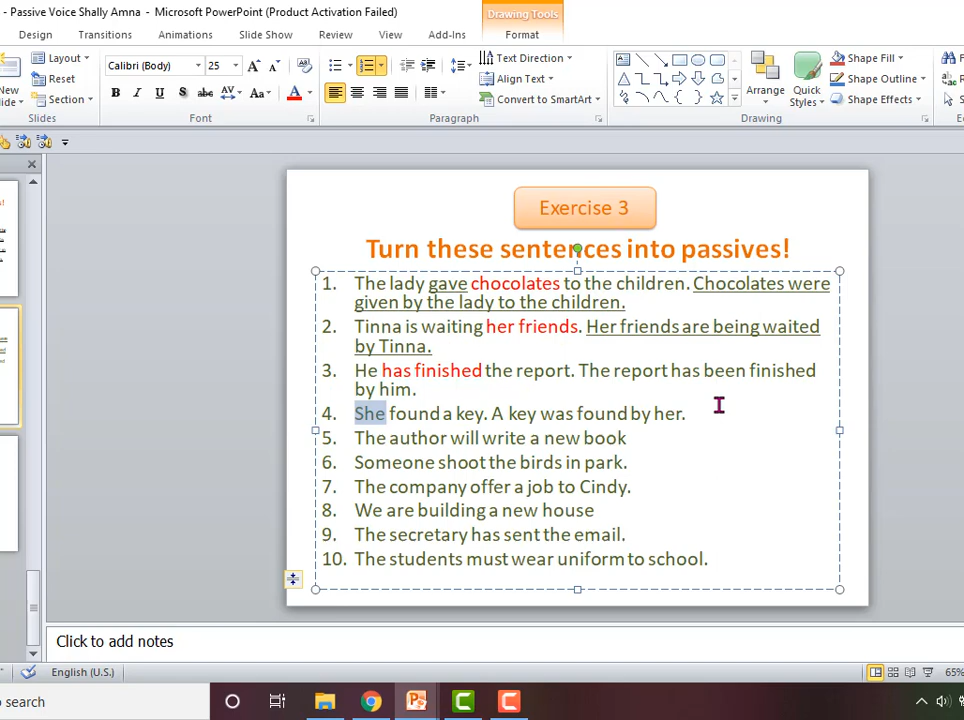 - Passive Voice Shally Amna - Microsoft PowerPoint (Product Activation Failed)
Drawing Tools
Design Transitions Animations Slide Show Review View Add-Ins Format
New
Slide
Layout
Reset
Section
Slides
Calibri (Body) 25
B I U S abc AV Aa A
Font
Text Direction
Align Text
Convert to SmartArt
Paragraph
Arrange
Quick
Styles
Shape Fill
Shape Outline
Shape Effects
Drawing
Exercise 3
Turn these sentences into passives!
1. The lady gave chocolates to the children. Chocolates were
given by the lady to the children.
2. Tinna is waiting her friends. Her friends are being waited
by Tinna.
3. He has finished the report. The report has been finished
by him.
4. She found a key. A key was found by her.
5. The author will write a new book
6. Someone shoot the birds in park.
7. The company offer a job to Cindy.
8. We are building a new house
9. The secretary has sent the email.
10. The students must wear uniform to school.
Click to add notes
English (U.S.)
65%
to search